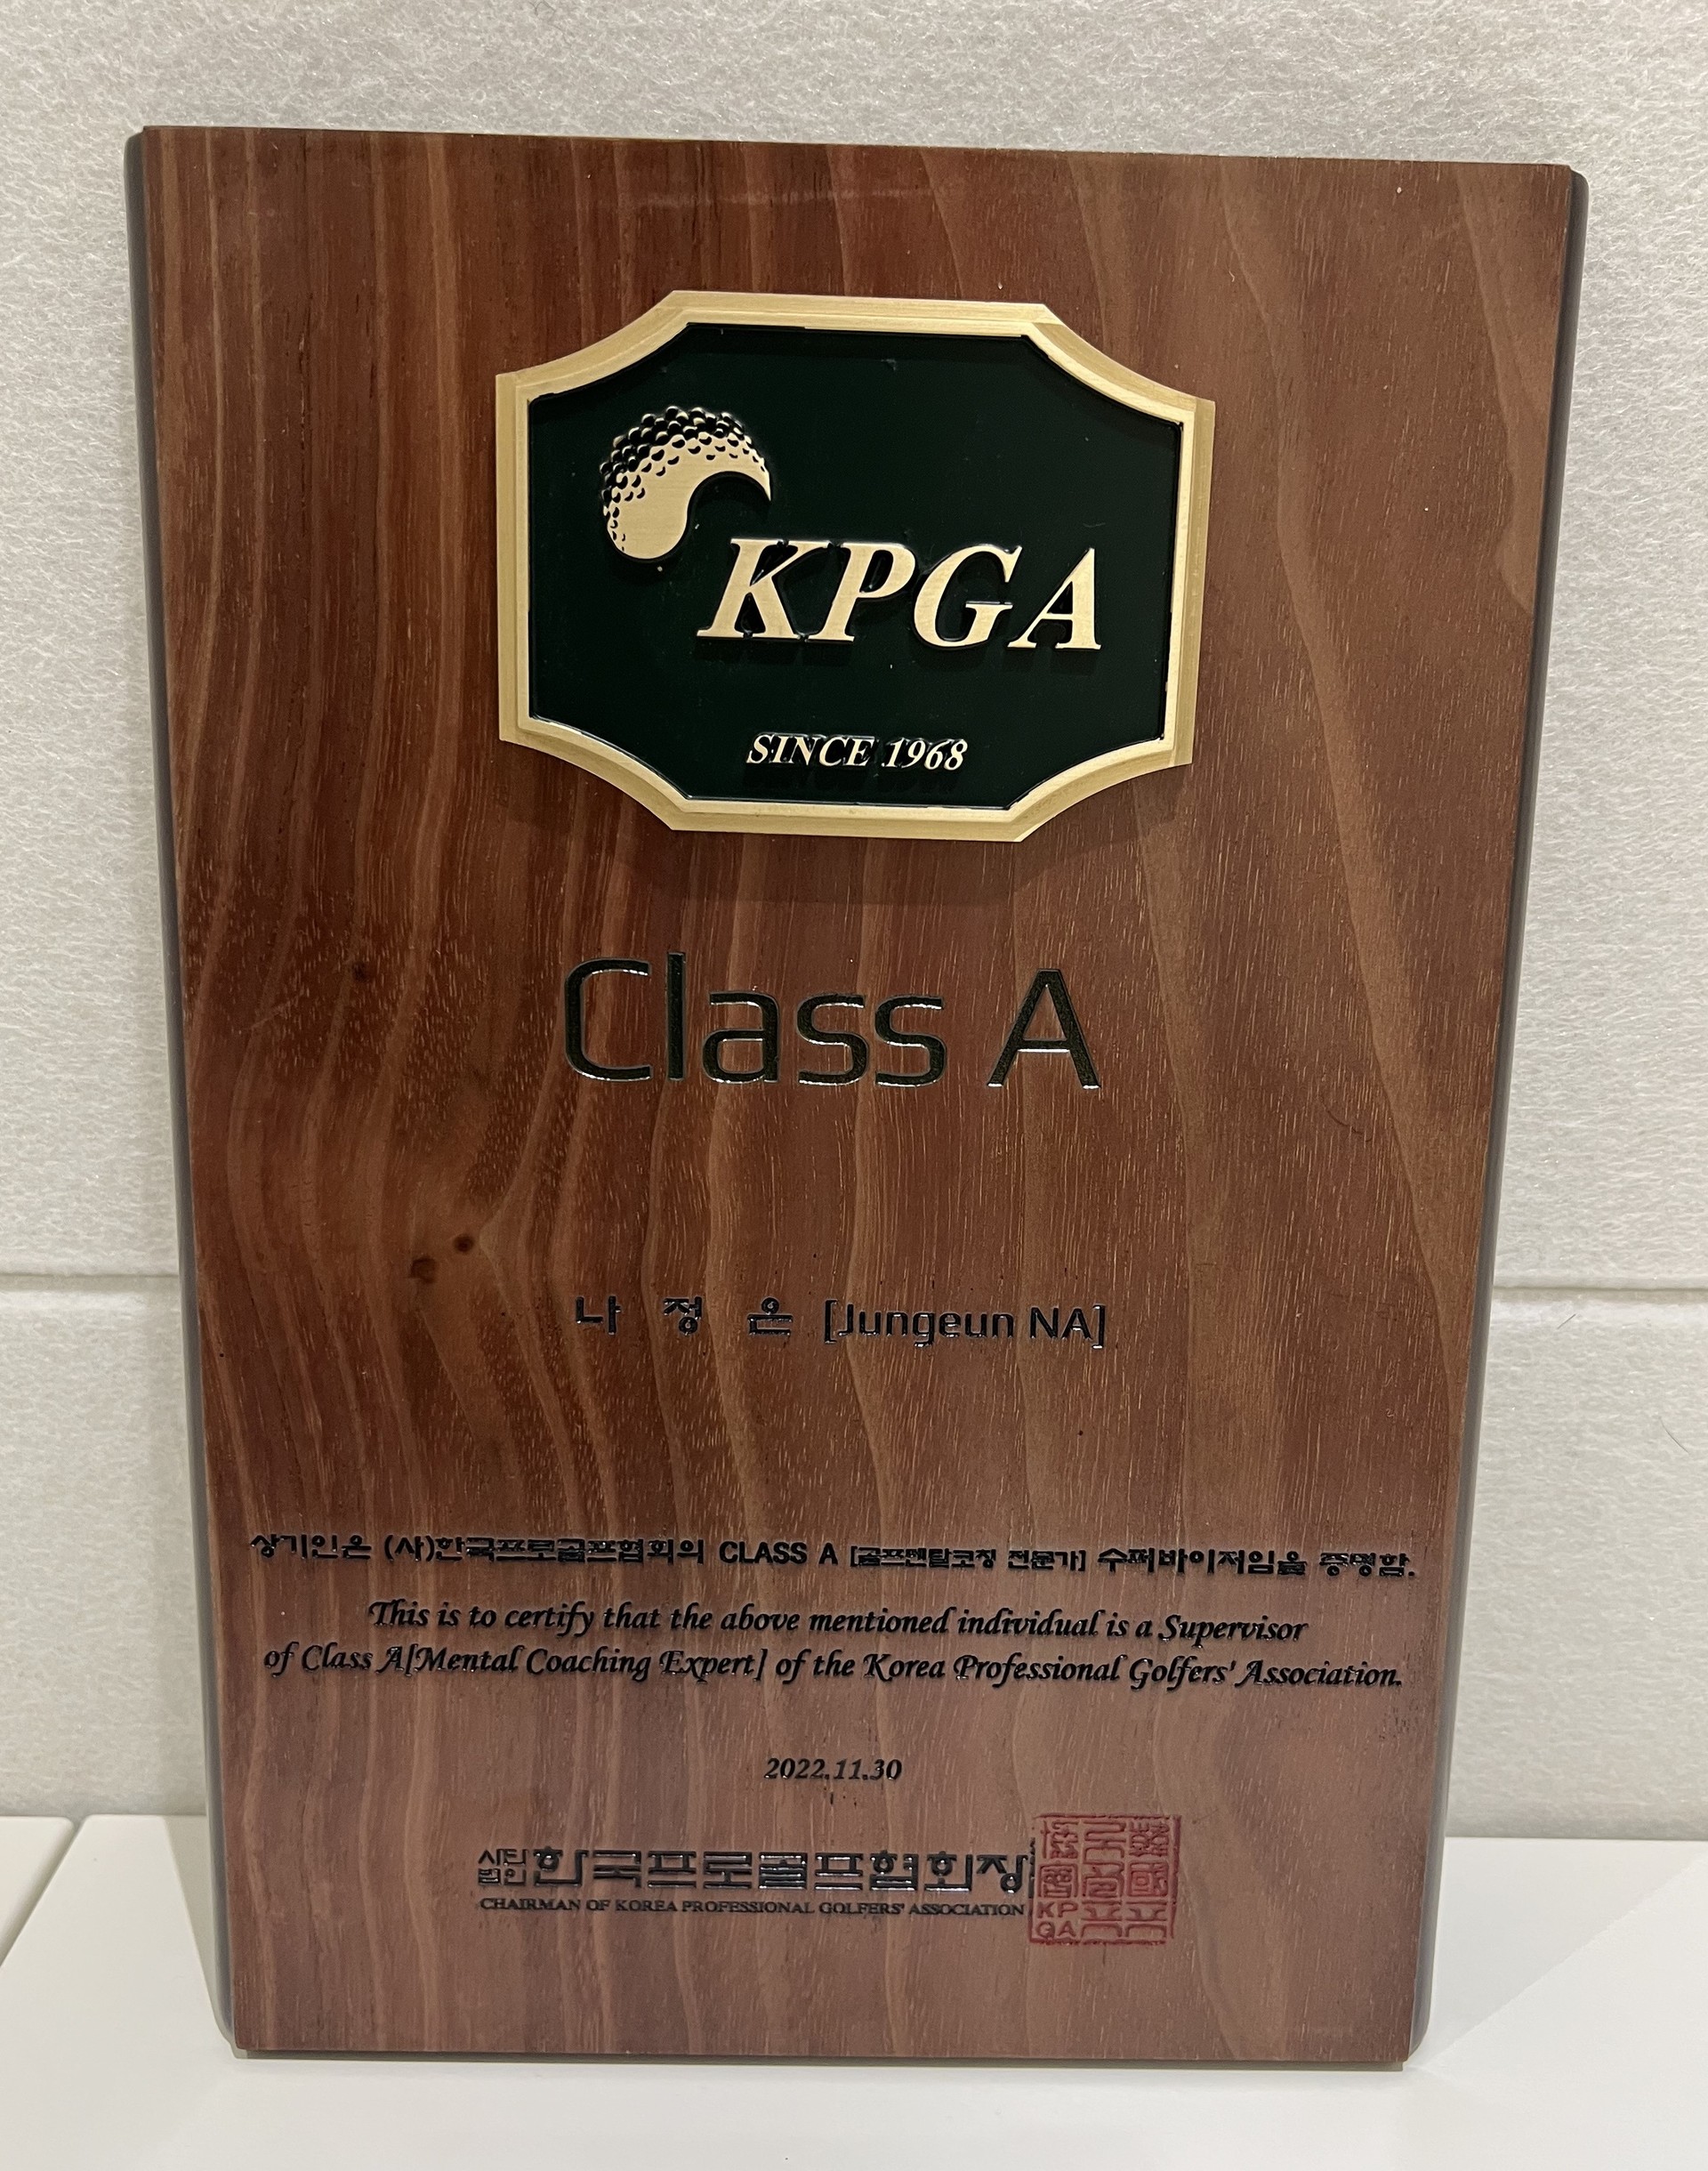 KPGA
SINCE 1968
Class A
나 정 은 [Jungeun NA]
상기인은 (사)한국프로골프협회의 CLASS A [골프멘탈코칭 전문가] 수퍼바이저임을 증명함.
This is to certify that the above mentioned individual is a Supervisor
of Class A[Mental Coaching Expert] of the Korea Professional Golfers' Association.
2022.11.30
사단법인 한국프로골프협회장
CHAIRMAN OF KOREA PROFESSIONAL GOLFERS' ASSOCIATION
KP
GA